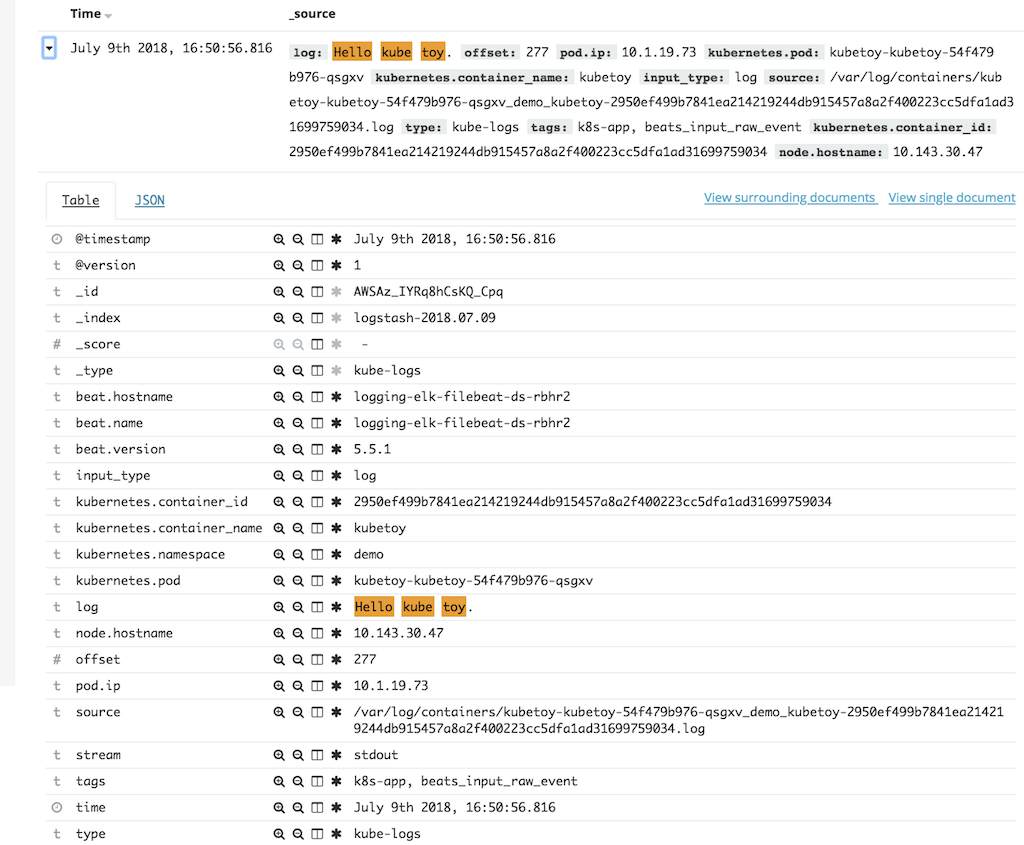 Time _source
July 9th 2018, 16:50:56.816 log: Hello kube toy. offset: 277 pod.ip: 10.1.19.73 kubernetes.pod: kubetoy-kubetoy-54f479
b976-qsgxv kubernetes.container_name: kubetoy input_type: log source: /var/log/containers/kub
etoy-kubetoy-54f479b976-qsgxv_demo_kubetoy-2950ef499b7841ea214219244db915457a8a2f400223cc5dfa1ad3
1699759034.log type: kube-logs tags: k8s-app, beats_input_raw_event kubernetes.container_id:
2950ef499b7841ea214219244db915457a8a2f400223cc5dfa1ad31699759034 node.hostname: 10.143.30.47
Table JSON View surrounding documents View single document
@timestamp July 9th 2018, 16:50:56.816
t @version 1
t _id AWSAz_IYRq8hCsKQ_Cpq
t _index logstash-2018.07.09
# _score -
t _type kube-logs
t beat.hostname logging-elk-filebeat-ds-rbhr2
t beat.name logging-elk-filebeat-ds-rbhr2
t beat.version 5.5.1
t input_type log
t kubernetes.container_id 2950ef499b7841ea214219244db915457a8a2f400223cc5dfa1ad31699759034
t kubernetes.container_name kubetoy
t kubernetes.namespace demo
t kubernetes.pod kubetoy-kubetoy-54f479b976-qsgxv
t log Hello kube toy.
t node.hostname 10.143.30.47
# offset 277
t pod.ip 10.1.19.73
t source /var/log/containers/kubetoy-kubetoy-54f479b976-qsgxv_demo_kubetoy-2950ef499b7841ea21421
9244db915457a8a2f400223cc5dfa1ad31699759034.log
t stream stdout
t tags k8s-app, beats_input_raw_event
time July 9th 2018, 16:50:56.816
t type kube-logs